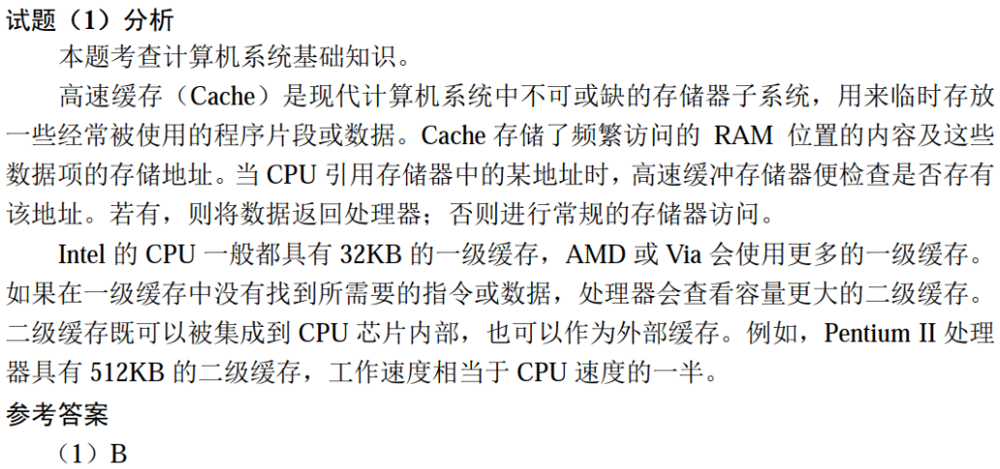 试题（1）分析
本题考查计算机系统基础知识。
高速缓存（Cache）是现代计算机系统中不可或缺的存储器子系统，用来临时存放
一些经常被使用的程序片段或数据。Cache 存储了频繁访问的 RAM 位置的内容及这些
数据项的存储地址。当 CPU 引用存储器中的某地址时，高速缓冲存储器便检查是否存有
该地址。若有，则将数据返回处理器；否则进行常规的存储器访问。
Intel 的 CPU 一般都具有 32KB 的一级缓存，AMD 或 Via 会使用更多的一级缓存。
如果在一级缓存中没有找到所需要的指令或数据，处理器会查看容量更大的二级缓存。
二级缓存既可以被集成到 CPU 芯片内部，也可以作为外部缓存。例如，Pentium II 处理
器具有 512KB 的二级缓存，工作速度相当于 CPU 速度的一半。
参考答案
（1）B